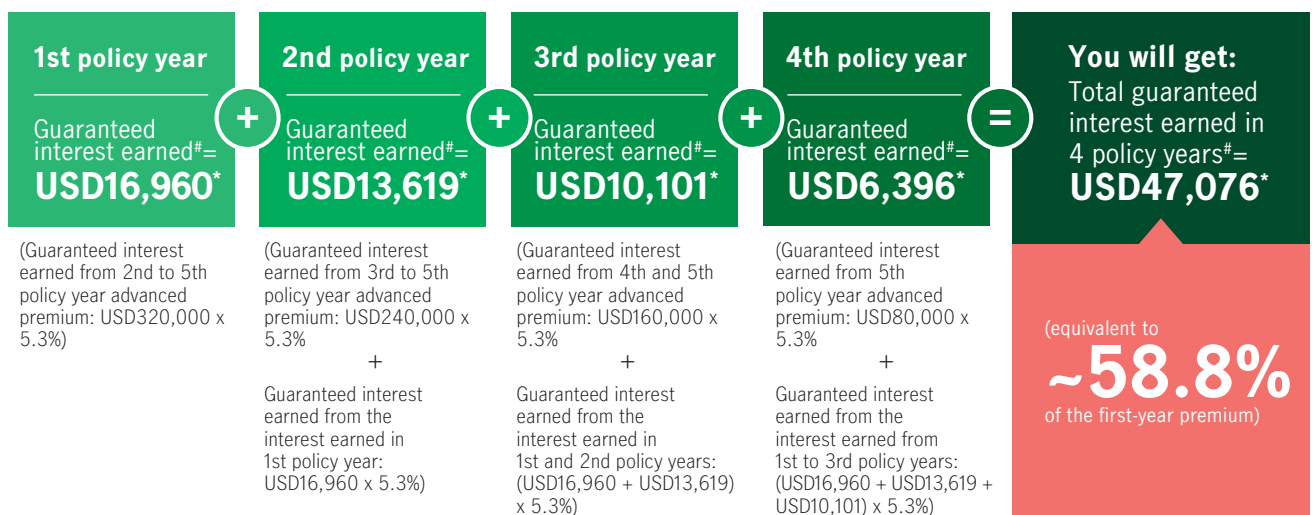 1st policy year
Guaranteed
interest earned#=
USD16,960*
(Guaranteed interest
earned from 2nd to 5th
policy year advanced
premium: USD320,000 x
5.3%)
+
2nd policy year
Guaranteed
interest earned#=
USD13,619*
(Guaranteed interest
earned from 3rd to 5th
policy year advanced
premium: USD240,000 x
5.3%
+
Guaranteed interest
earned from the
interest earned in
1st policy year:
USD16,960 x 5.3%)
+
3rd policy year
Guaranteed
interest earned#=
USD10,101*
(Guaranteed interest
earned from 4th and 5th
policy year advanced
premium: USD160,000 x
5.3%
+
Guaranteed interest
earned from the
interest earned in
1st and 2nd policy years:
(USD16,960 + USD13,619)
x 5.3%)
+
4th policy year
Guaranteed
interest earned#=
USD6,396*
(Guaranteed interest
earned from 5th
policy year advanced
premium: USD80,000 x
5.3%
+
Guaranteed interest
earned from the
interest earned from
1st to 3rd policy years:
(USD16,960 + USD13,619 +
USD10,101) x 5.3%)
=
You will get:
Total guaranteed
interest earned in
4 policy years#=
USD47,076*
(equivalent to
~58.8%
of the first-year premium)